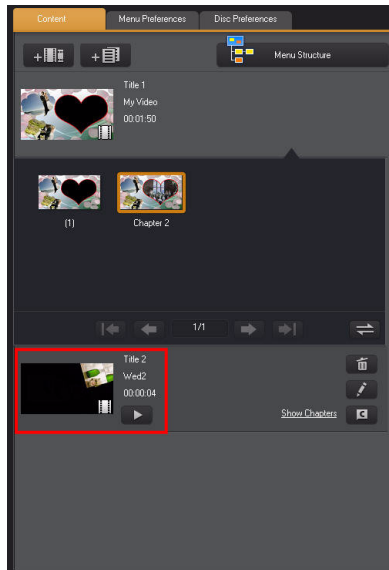 Content Menu Preferences Disc Preferences
Menu Structure
Title 1
My Video
00:01:50
(1) Chapter 2
1/1
Title 2
Wed2
00:00:04
Show Chapters
C